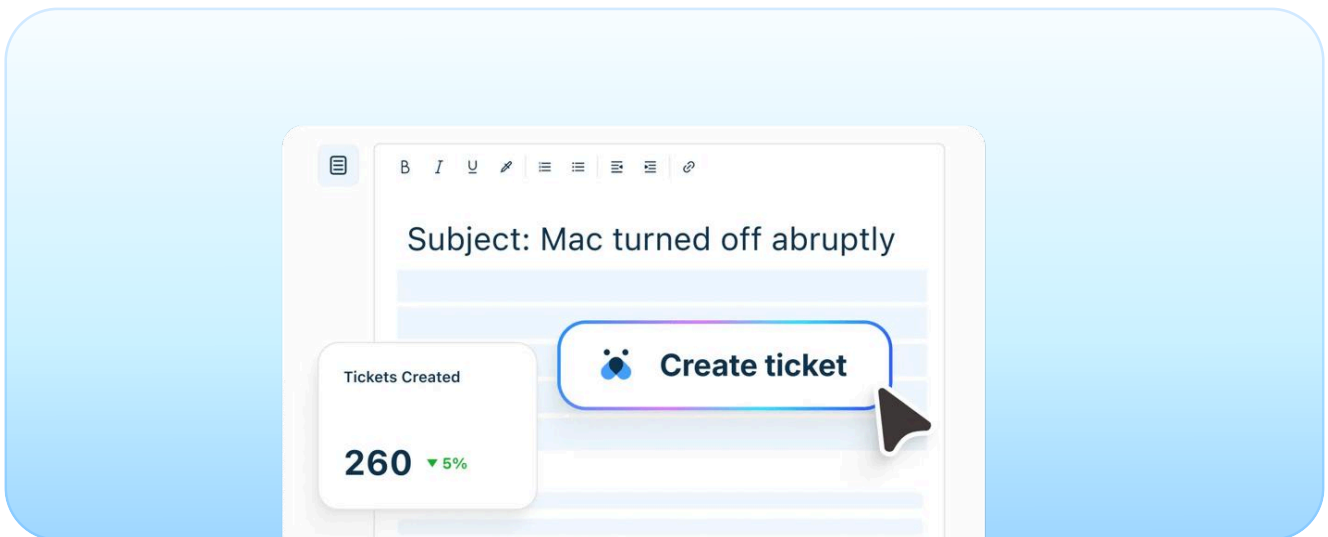 B I U
Subject: Mac turned off abruptly
Create ticket
Tickets Created
260 ▼ 5%